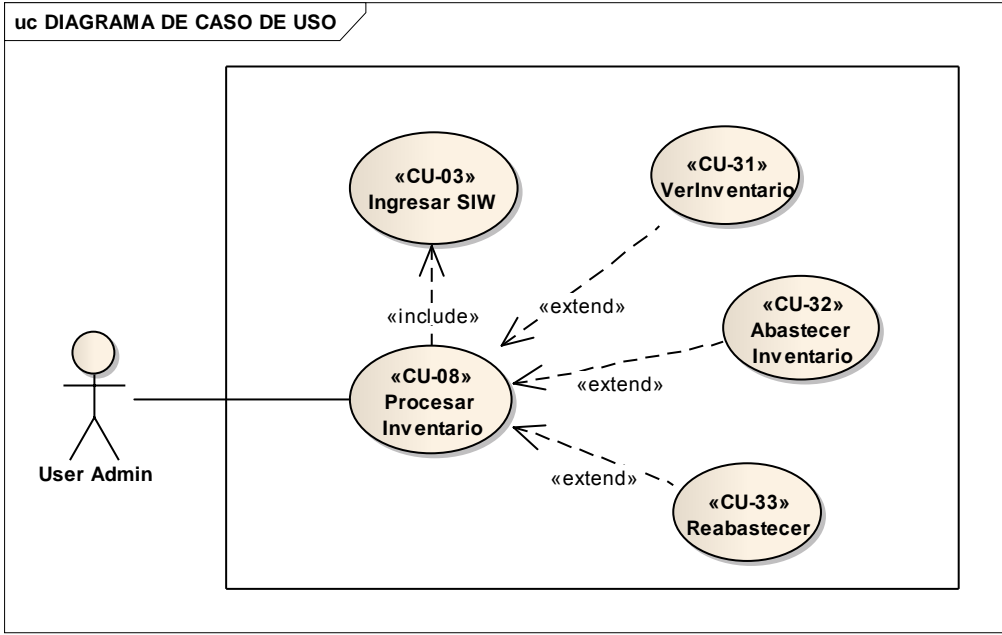 uc DIAGRAMA DE CASO DE USO
«CU-03»
Ingresar SIW
«CU-31»
VerInventario
«include»
«extend»
«CU-32»
Abastecer
Inventario
«CU-08»
Procesar
Inventario
«extend»
User Admin
«extend»
«CU-33»
Reabastecer